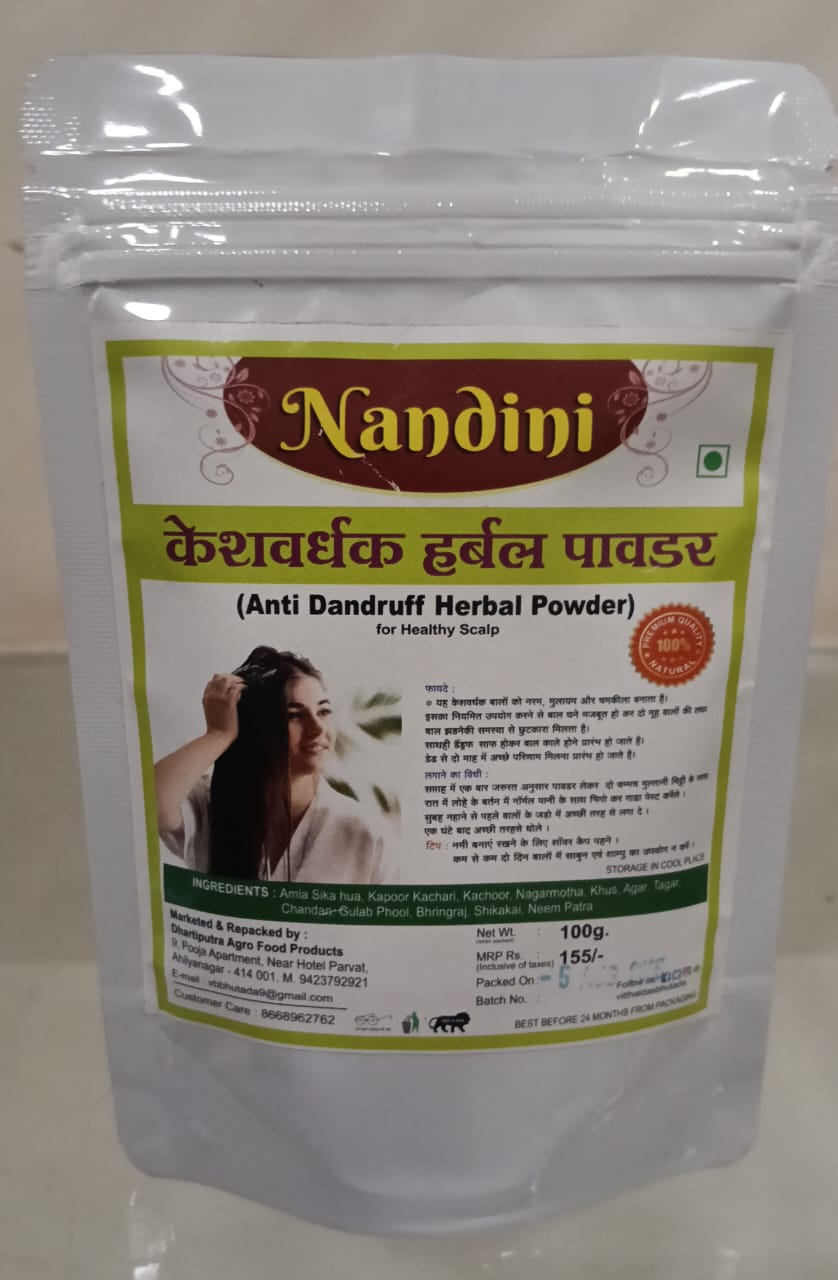 Nandini
केशवर्धक हर्बल पावडर
(Anti Dandruff Herbal Powder)
for Healthy Scalp
PREMIUM QUALITY
100%
NATURAL
फायदे :
यह केशवर्धक बालों को नरम, मुलायम और चमकीला बनाता है।
इसका नियमित उपयोग करने से बाल घने मजबूत हो कर दो मूह बालों की तथा
बाल झडनेकी समस्या से छुटकारा मिलता है।
साथही डॅड्रफ साफ होकर बाल काले होने प्रारंभ हो जाते है।
डेड से दो माह में अच्छे परिणाम मिलना प्रारंभ हो जाते है।
लगाने का विधी :
सप्ताह में एक बार जरुरत अनुसार पावडर लेकर दो चम्मच मुल्तानी मिट्टी के साथ
रात में लोहे के बर्तन में नॉर्मल पानी के साथ भिगो कर गाढा पेस्ट करीले ।
सुबह नहाने से पहले बालों के जडो में अच्छी तरह से लगा दे ।
एक घंटे बाद अच्छी तरहसे धोले ।
टिप : नमी बनाएं रखने के लिए शॉवर कैप पहने ।
कम से कम दो दिन बालों में साबुन एवं शाम्पु का उपयोग न करें ।
STORAGE IN COOL PLACE
INGREDIENTS : Amla Sika hua, Kapoor Kachari, Kachoor, Nagarmotha, Khus, Agar, Tagar,
Chandan Gulab Phool, Bhringraj, Shikakai, Neem Patra
Marketed & Repacked by :
Dhartiputra Agro Food Products
9, Pooja Apartment, Near Hotel Parvat,
Ahilyanagar - 414 001. M. 9423792921
E-mail : vbbhutada9@gmail.com
Customer Care : 8668962762
Net Wt. : 100g.
MRP Rs. : 155/-
(Inclusive of taxes)
Packed On : - 5
Batch No. :
Follow us
vitthaldasbhutada
BEST BEFORE 24 MONTHS FROM PACKAGING